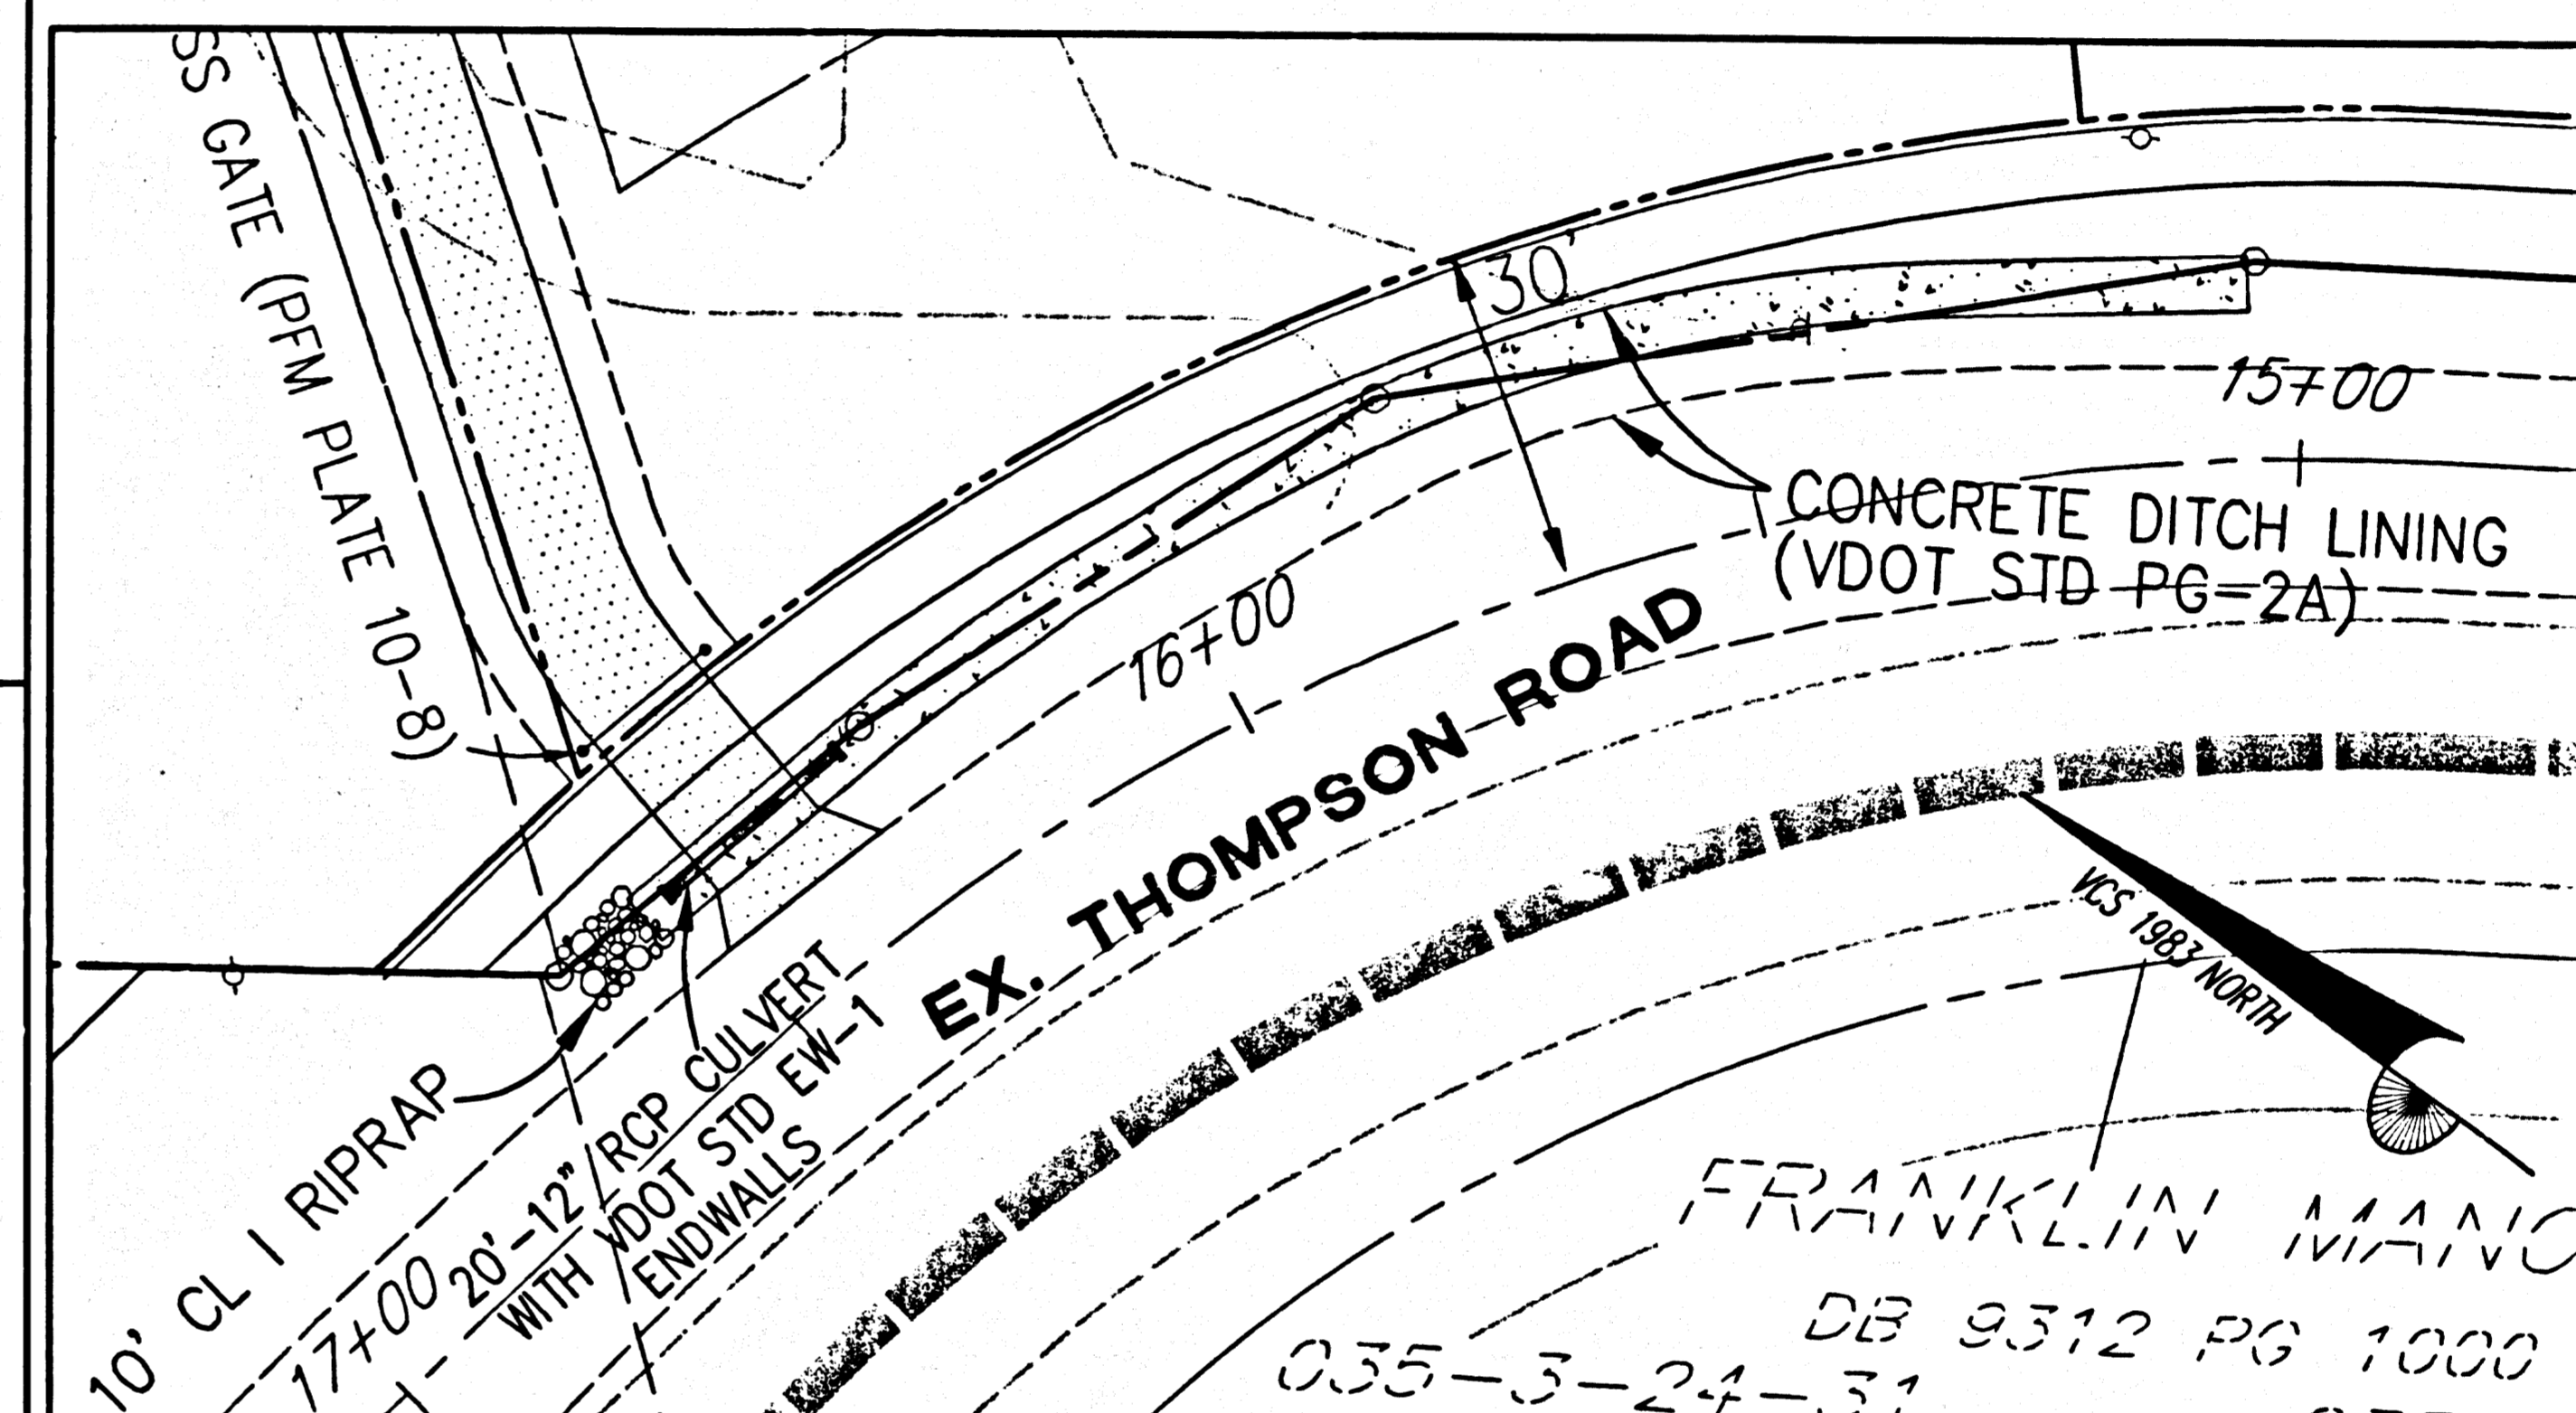 SS GATE (PFM PLATE 10-8)
30'
15+00
CONCRETE DITCH LINING
(VDOT STD PG-2A)
16+00
EX. THOMPSON ROAD
VCS 1983 NORTH
10' CL I RIPRAP
17+00
20'-12" RCP CULVERT
WITH VDOT STD EW-1
ENDWALLS
FRANKLIN MANO
DB 9312 PG 1000
035-3-24-31